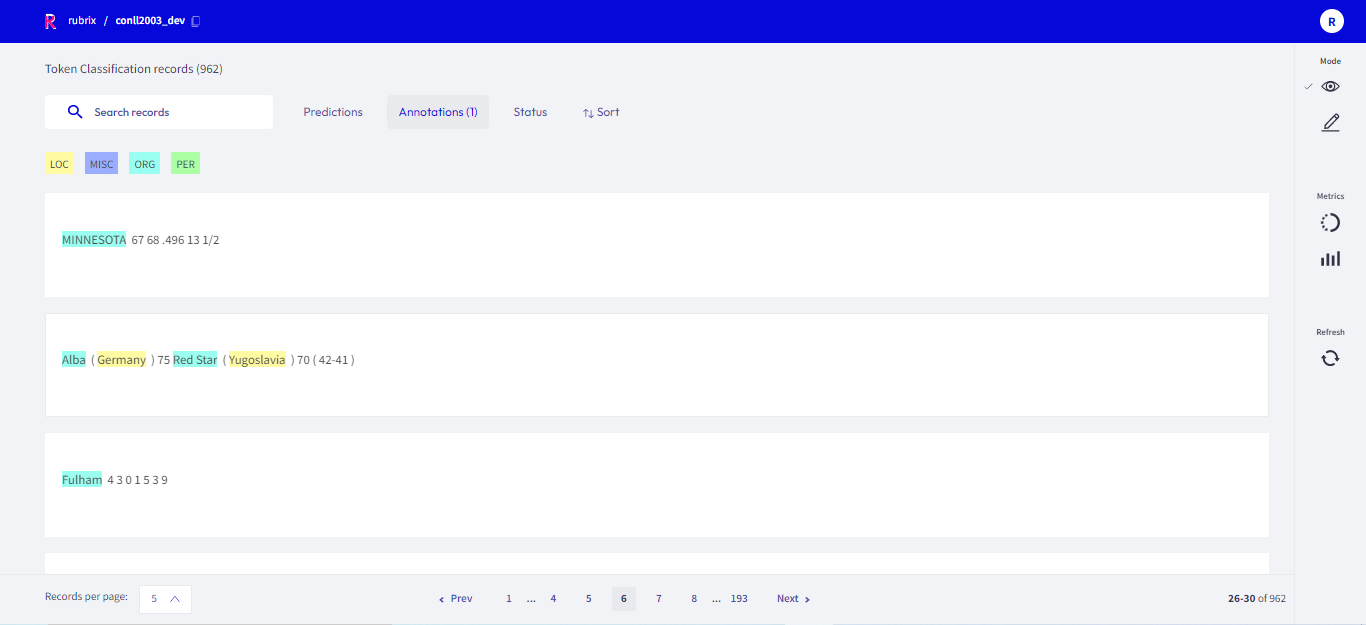 rubrix / conll2003_dev
R
Token Classification records (962)
Mode
Search records
Predictions
Annotations (1)
Status
Sort
LOC MISC ORG PER
Metrics
MINNESOTA 67 68 .496 13 1/2
Refresh
Alba ( Germany ) 75 Red Star ( Yugoslavia ) 70 ( 42-41 )
Fulham 4 3 0 1 5 3 9
Records per page: 5
Prev 1 ... 4 5 6 7 8 ... 193 Next
26-30 of 962